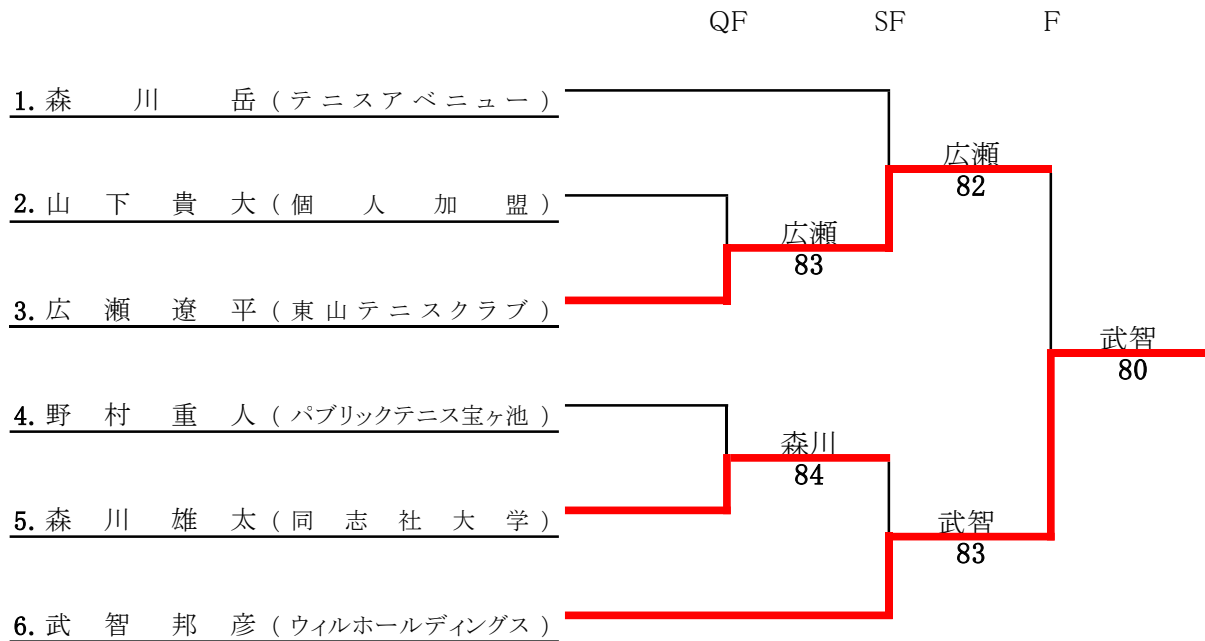 QF SF F
1. 森川岳(テニスアベニュー)
広瀬
82
2. 山下貴大(個人加盟)
広瀬
83
3. 広瀬遼平(東山テニスクラブ)
武智
80
4. 野村重人(パブリックテニス宝ヶ池)
森川
84
5. 森川雄太(同志社大学)
武智
83
6. 武智邦彦(ウィルホールディングス)